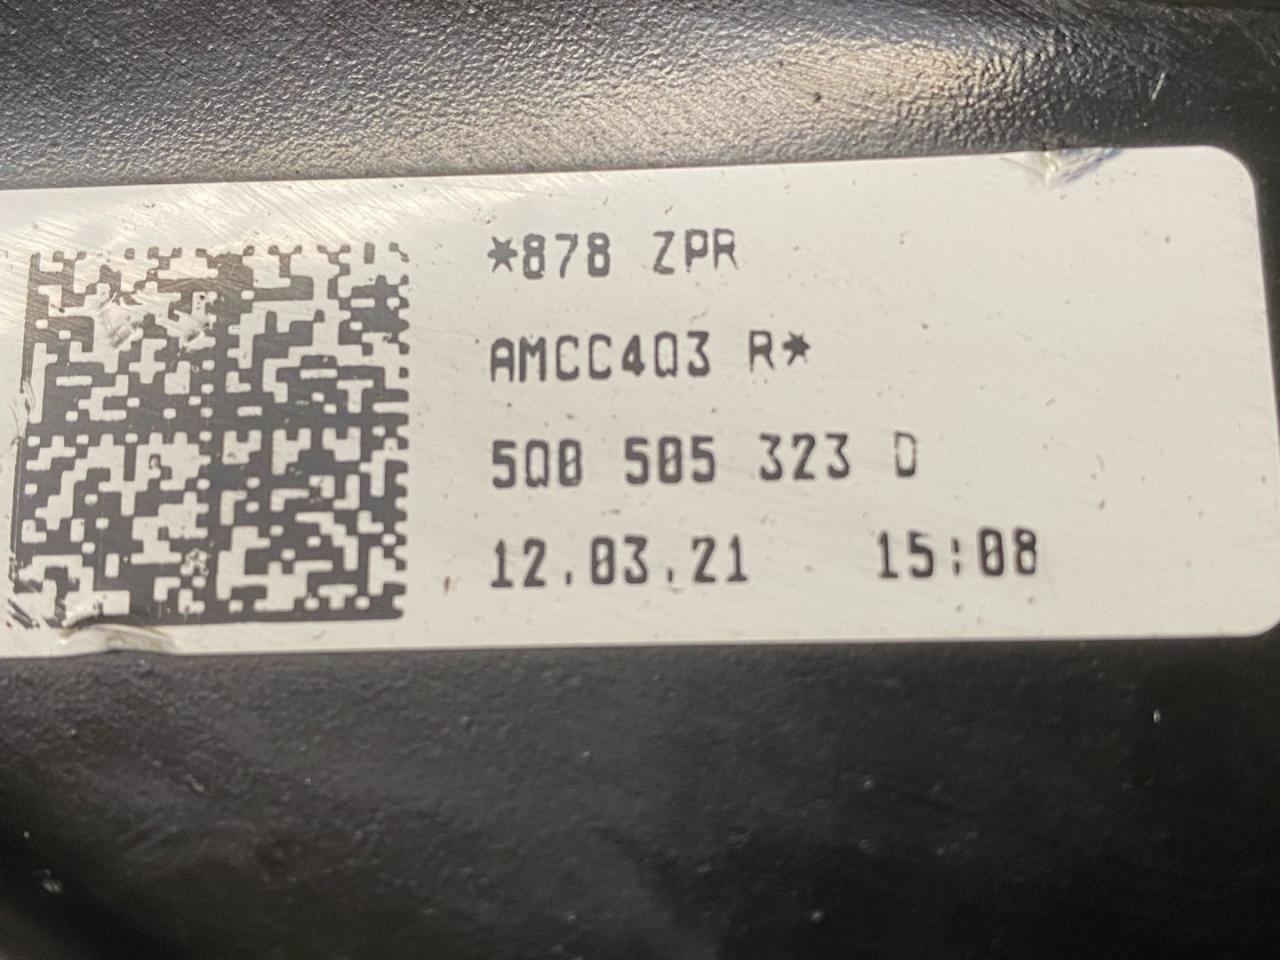 *878 ZPR
AMCC4Q3 R*
5Q0 505 323 D
12.03.21 15:08